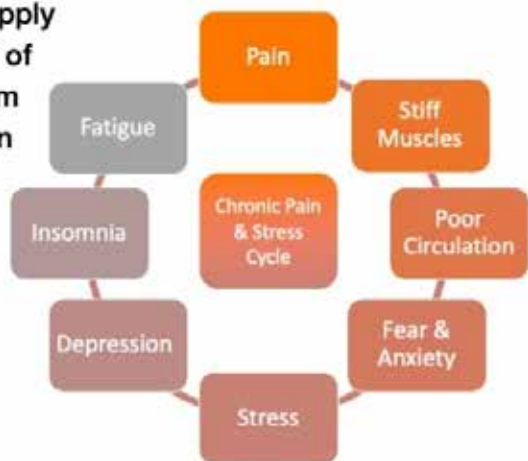 pply
of
m
n
Pain
Stiff
Muscles
Poor
Circulation
Fear &
Anxiety
Stress
Depression
Insomnia
Fatigue
Chronic Pain
& Stress
Cycle